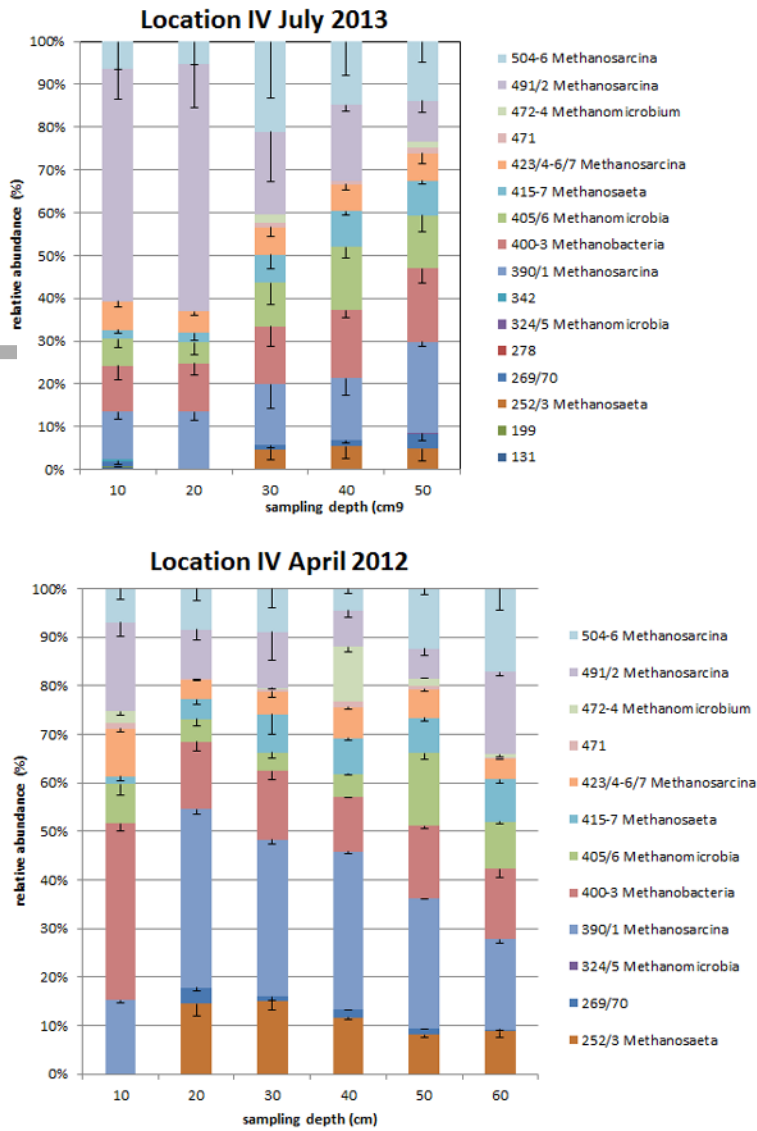 Location IV July 2013
100%
90%
80%
70%
60%
50%
40%
30%
20%
10%
0%
relative abundance (%)
10 20 30 40 50
sampling depth (cm9
504-6 Methanosarcina
491/2 Methanosarcina
472-4 Methanomicrobium
471
423/4-6/7 Methanosarcina
415-7 Methanosaeta
405/6 Methanomicrobia
400-3 Methanobacteria
390/1 Methanosarcina
342
324/5 Methanomicrobia
278
269/70
252/3 Methanosaeta
199
131
Location IV April 2012
100%
90%
80%
70%
60%
50%
40%
30%
20%
10%
0%
relative abundance (%)
10 20 30 40 50 60
sampling depth (cm)
504-6 Methanosarcina
491/2 Methanosarcina
472-4 Methanomicrobium
471
423/4-6/7 Methanosarcina
415-7 Methanosaeta
405/6 Methanomicrobia
400-3 Methanobacteria
390/1 Methanosarcina
324/5 Methanomicrobia
269/70
252/3 Methanosaeta